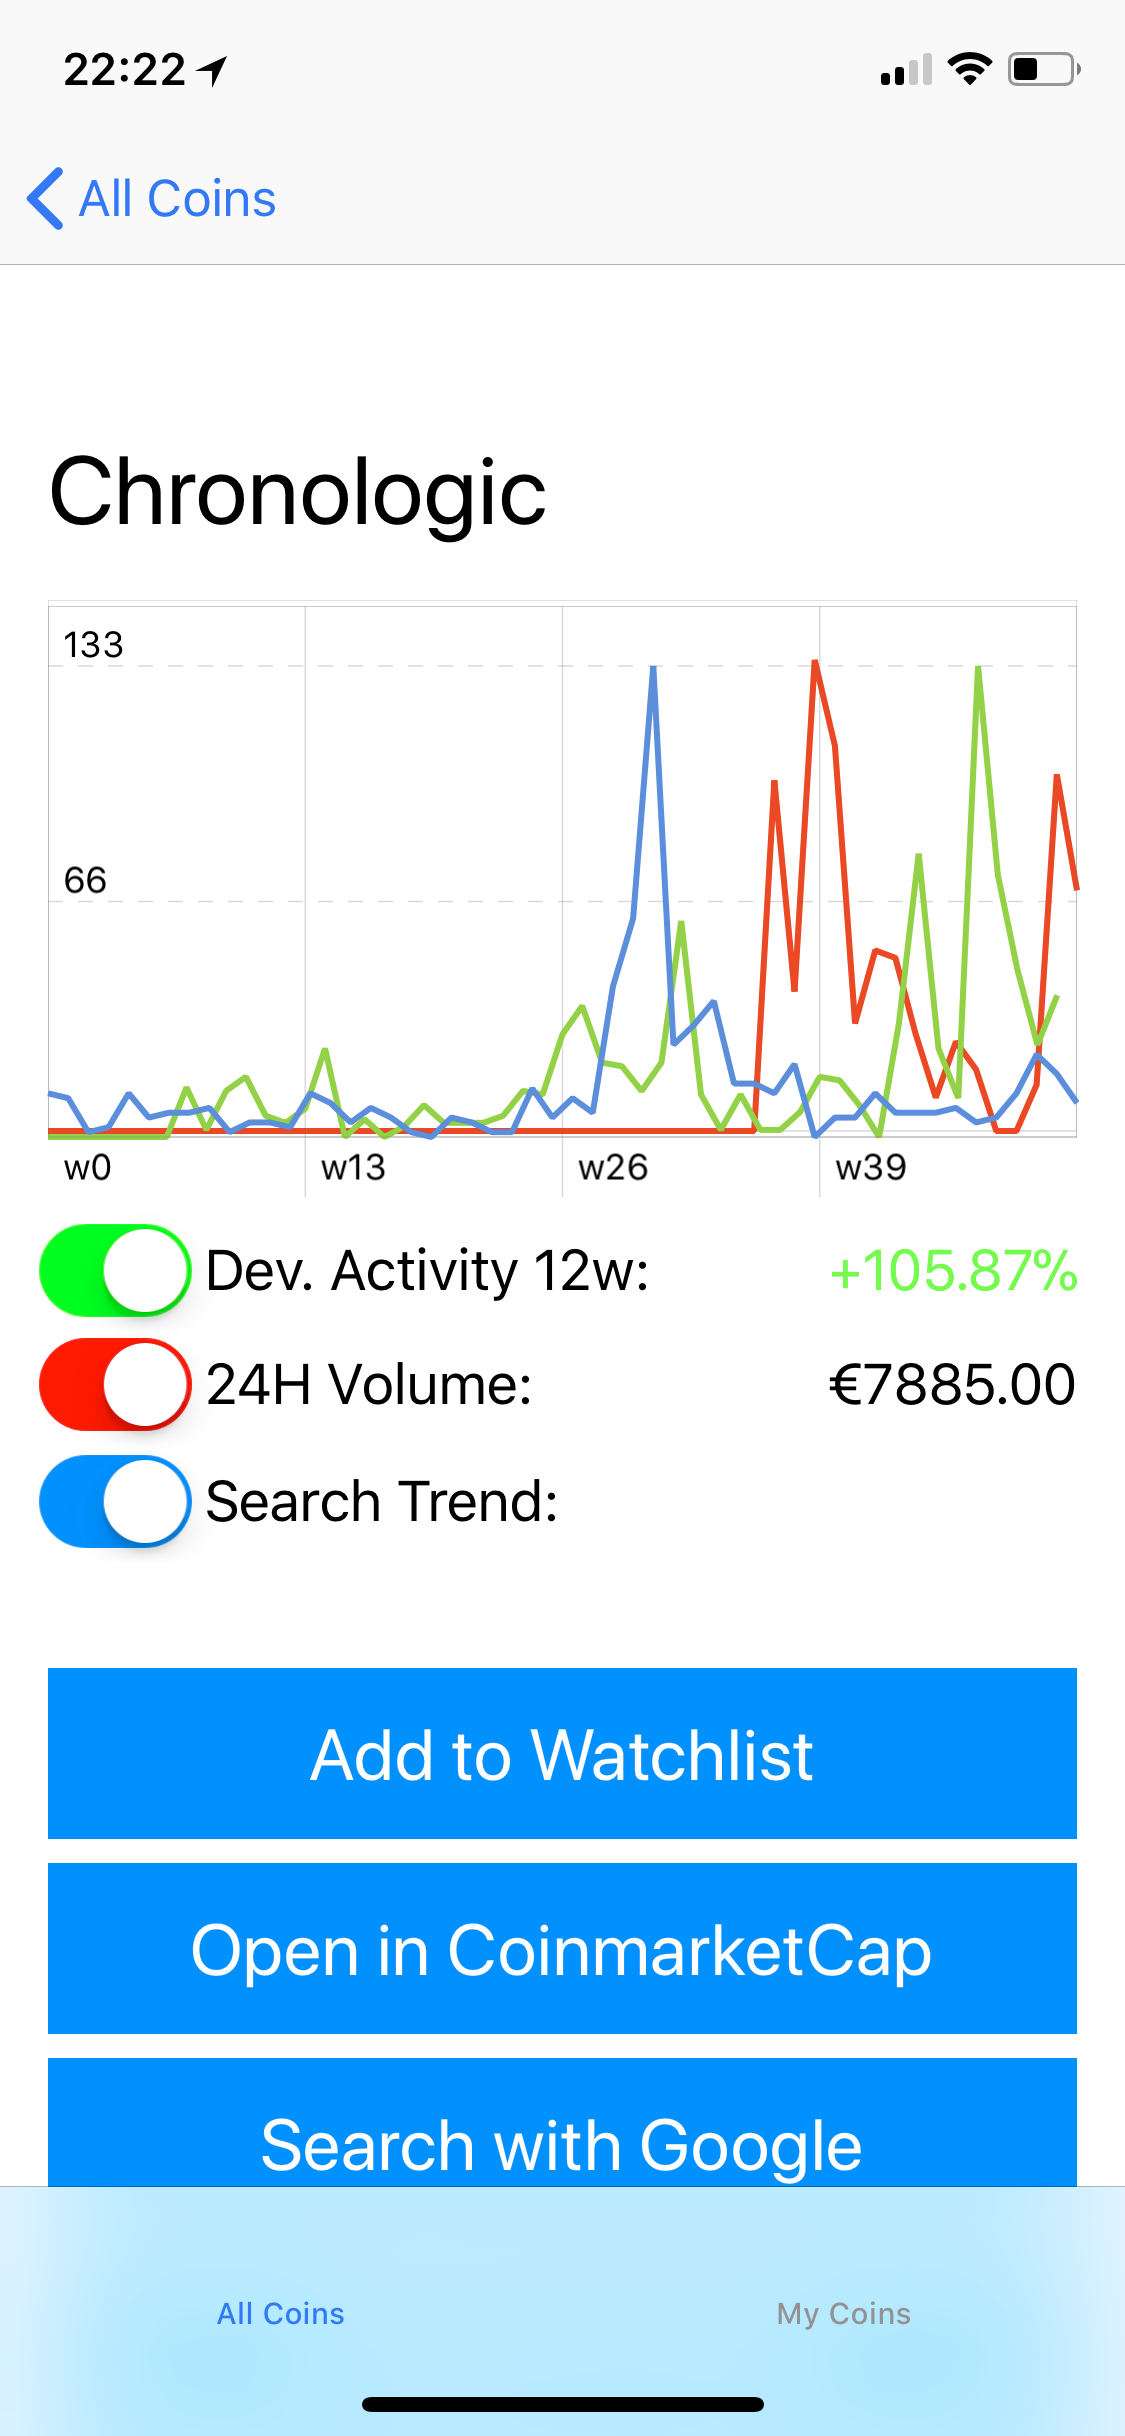 22:22
All Coins
Chronologic
133
66
w0 w13 w26 w39
Dev. Activity 12w: +105.87%
24H Volume: €7885.00
Search Trend:
Add to Watchlist
Open in CoinmarketCap
Search with Google
All Coins My Coins